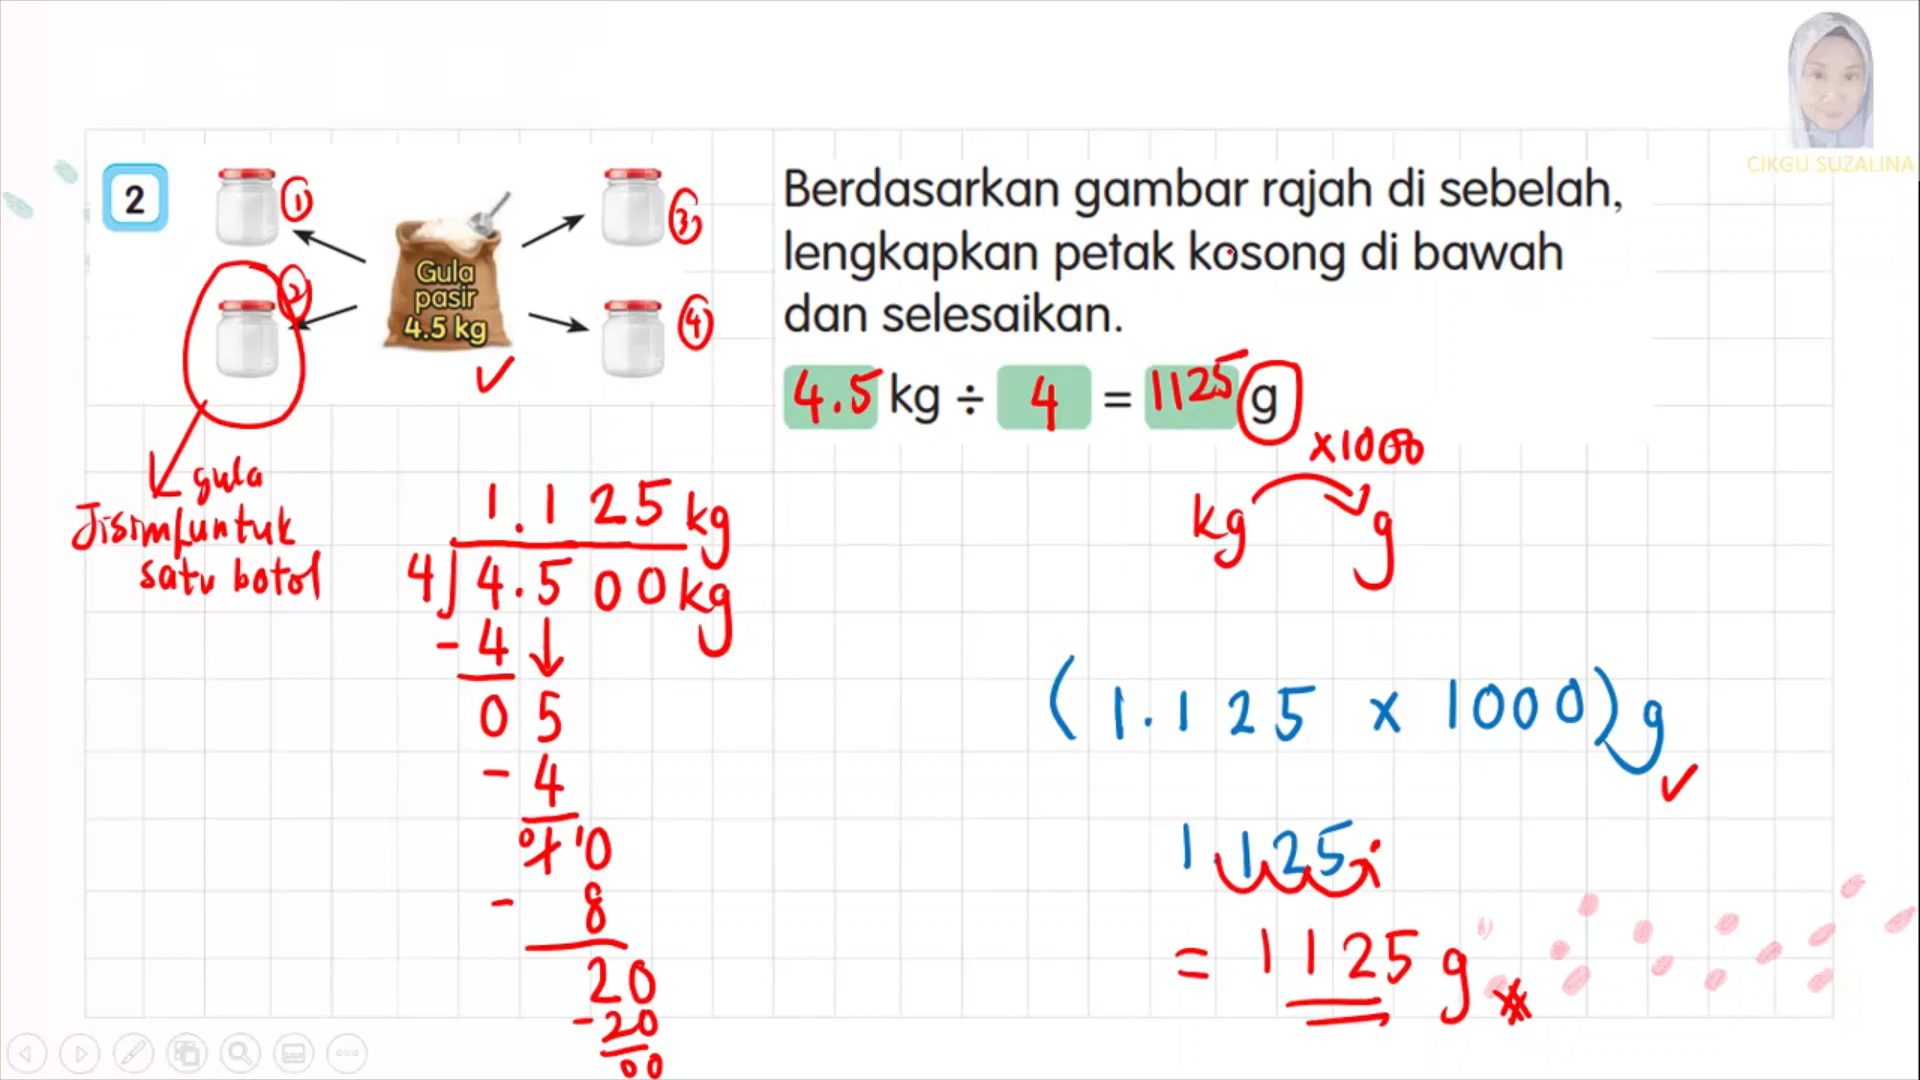 CIKGU SUZALINA
2
①
②
③
④
Gula
pasir
4.5 kg
✓
gula
Jisim untuk
satu botol
Berdasarkan gambar rajah di sebelah,
lengkapkan petak kosong di bawah
dan selesaikan.
4.5 kg ÷ 4 = 1125 g
x1000
kg g
1.125 kg
4 4.500 kg
- 4
05
- 4
0 1 10
- 8
20
- 20
00
(1.125 x 1000) g
✓
1.125.
= 1125 g